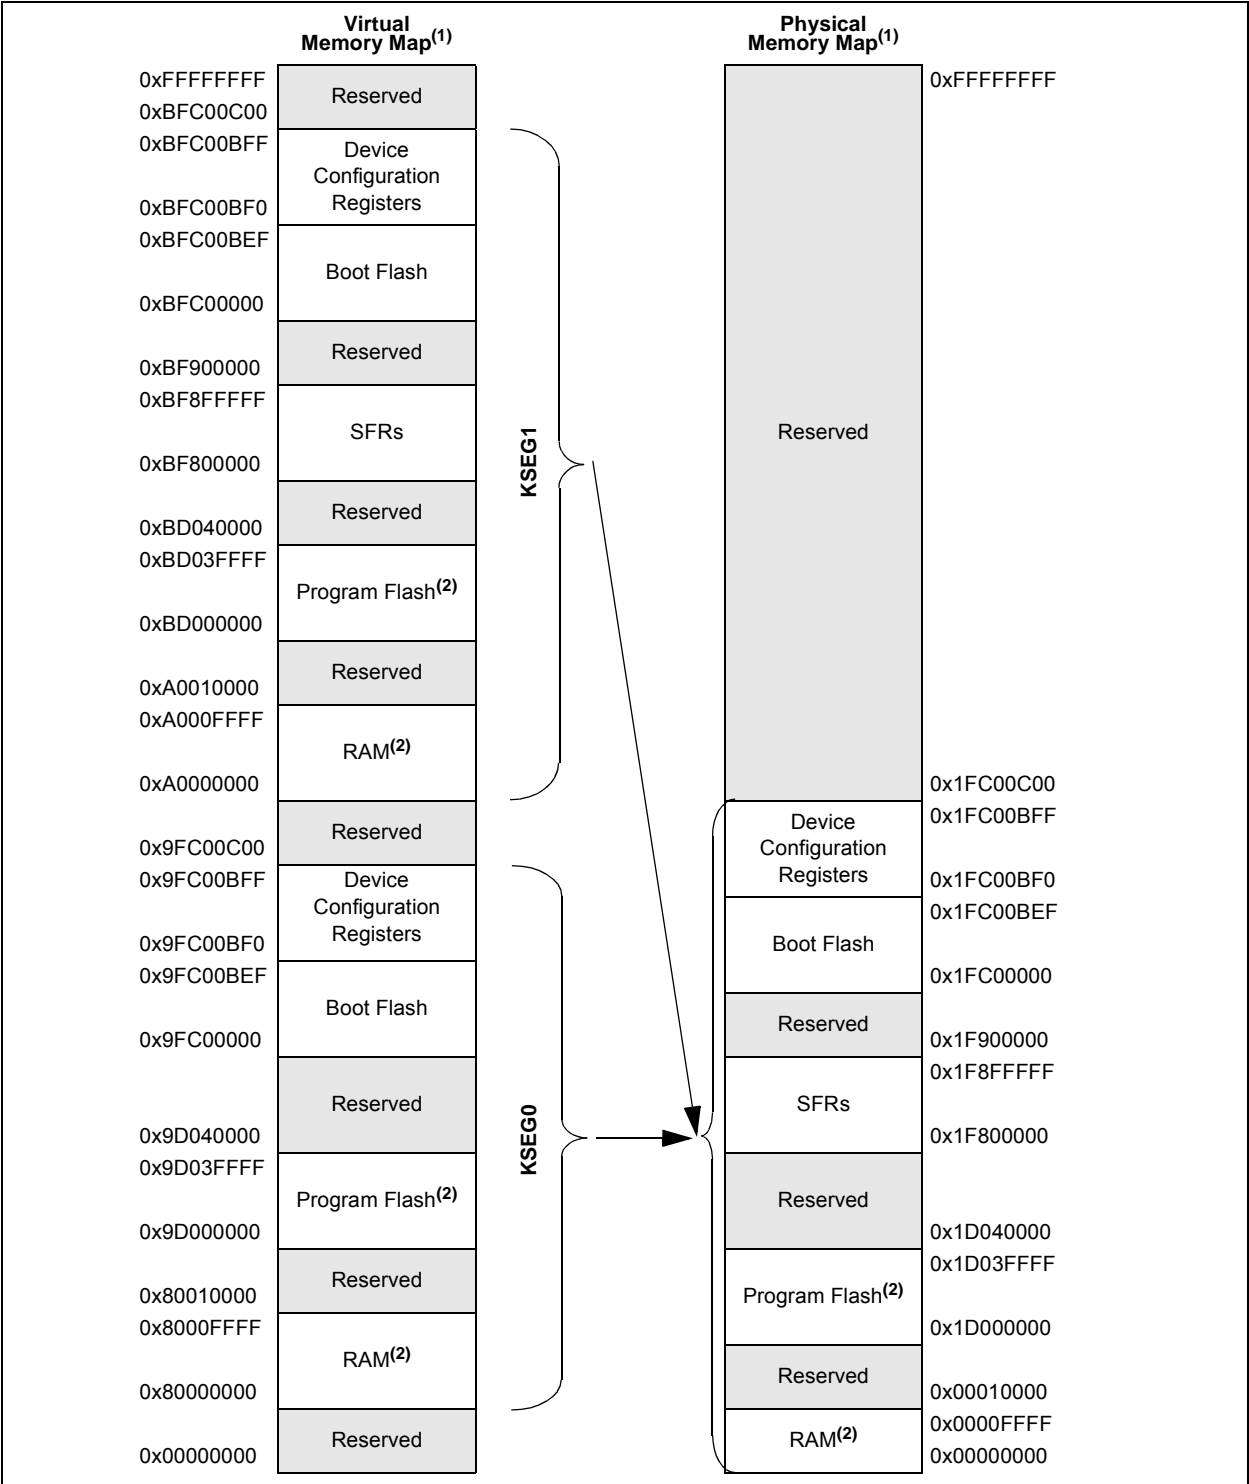 Virtual
Memory Map(1)
Physical
Memory Map(1)
0xFFFFFFFF
Reserved
0xBFC00C00
0xBFC00BFF
Device
Configuration
Registers
0xBFC00BF0
0xBFC00BEF
Boot Flash
0xBFC00000
Reserved
0xBF900000
0xBF8FFFFF
SFRs
0xBF800000
Reserved
0xBD040000
0xBD03FFFF
Program Flash(2)
0xBD000000
Reserved
0xA0010000
0xA000FFFF
RAM(2)
0xA0000000
Reserved
0x9FC00C00
0x9FC00BFF
Device
Configuration
Registers
0x9FC00BF0
0x9FC00BEF
Boot Flash
0x9FC00000
Reserved
0x9D040000
0x9D03FFFF
Program Flash(2)
0x9D000000
Reserved
0x80010000
0x8000FFFF
RAM(2)
0x80000000
Reserved
0x00000000
KSEG1
KSEG0
0xFFFFFFFF
Reserved
0x1FC00C00
0x1FC00BFF
Device
Configuration
Registers
0x1FC00BF0
0x1FC00BEF
Boot Flash
0x1FC00000
Reserved
0x1F900000
0x1F8FFFFF
SFRs
0x1F800000
Reserved
0x1D040000
0x1D03FFFF
Program Flash(2)
0x1D000000
Reserved
0x00010000
0x0000FFFF
RAM(2)
0x00000000